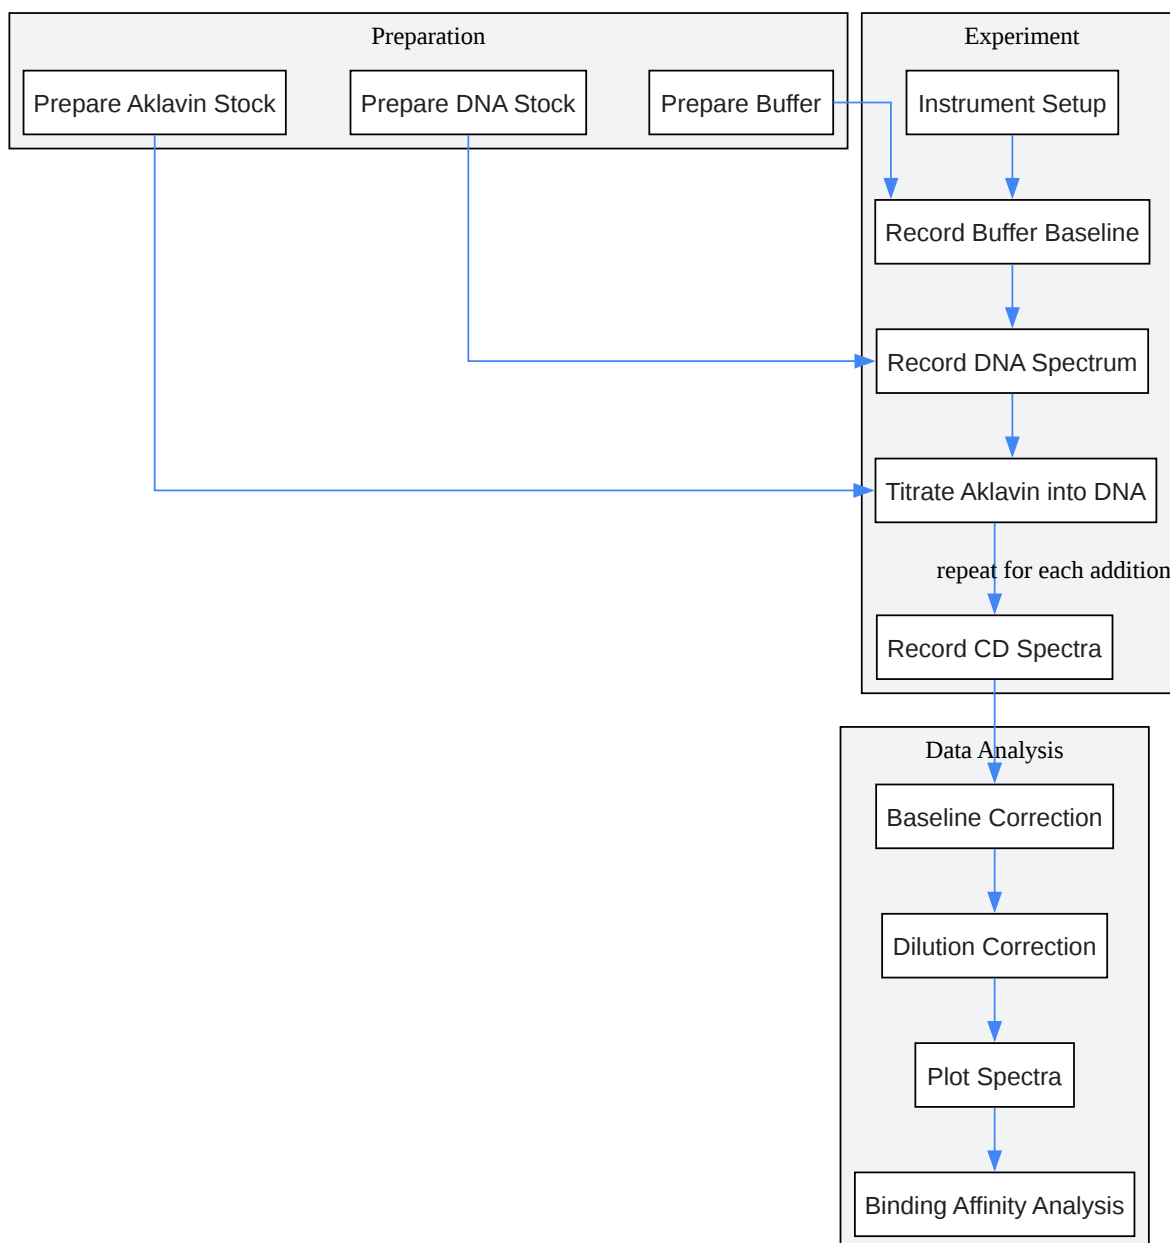 Preparation
Prepare Aklavin Stock
Prepare DNA Stock
Prepare Buffer
Experiment
Instrument Setup
Record Buffer Baseline
Record DNA Spectrum
Titrate Aklavin into DNA
repeat for each addition
Record CD Spectra
Data Analysis
Baseline Correction
Dilution Correction
Plot Spectra
Binding Affinity Analysis